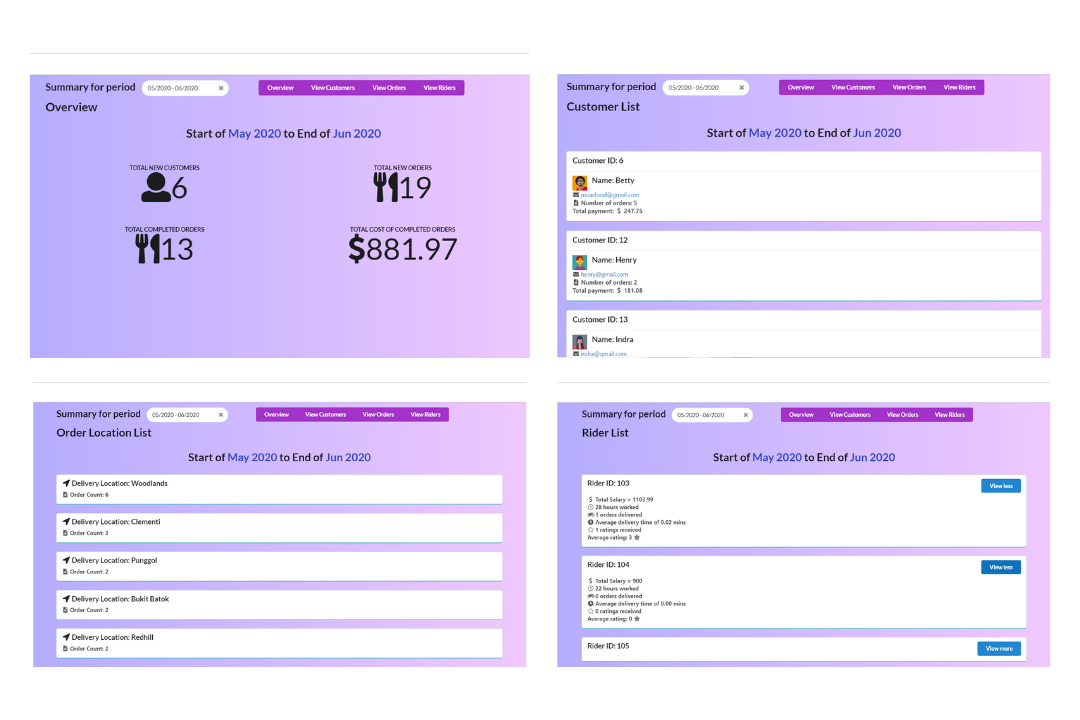 Summary for period 05/2020 - 06/2020 × Overview View Customers View Orders View Riders
Overview
Start of May 2020 to End of Jun 2020
TOTAL NEW CUSTOMERS
6
TOTAL NEW ORDERS
19
TOTAL COMPLETED ORDERS
13
TOTAL COST OF COMPLETED ORDERS
$881.97
Summary for period 05/2020 - 06/2020 × Overview View Customers View Orders View Riders
Customer List
Start of May 2020 to End of Jun 2020
Customer ID: 6
Name: Betty
Number of orders: 5
Total payment: $ 247.75
Customer ID: 12
Name: Henry
henry@gmail.com
Number of orders: 2
Total payment: $ 181.08
Customer ID: 13
Name: Indra
Summary for period 05/2020 - 06/2020 × Overview View Customers View Orders View Riders
Order Location List
Start of May 2020 to End of Jun 2020
Delivery Location: Woodlands
Order Count: 6
Delivery Location: Clementi
Order Count: 3
Delivery Location: Punggol
Order Count: 2
Delivery Location: Bukit Batok
Order Count: 2
Delivery Location: Redhill
Order Count: 2
Summary for period 05/2020 - 06/2020 × Overview View Customers View Orders View Riders
Rider List
Start of May 2020 to End of Jun 2020
Rider ID: 103 View less
$ Total Salary = 1103.99
28 hours worked
1 orders delivered
Average delivery time of 0.02 mins
1 ratings received
Average rating: 3
Rider ID: 104 View less
$ Total Salary = 900
22 hours worked
0 orders delivered
Average delivery time of 0.00 mins
0 ratings received
Average rating: 0
Rider ID: 105 View more